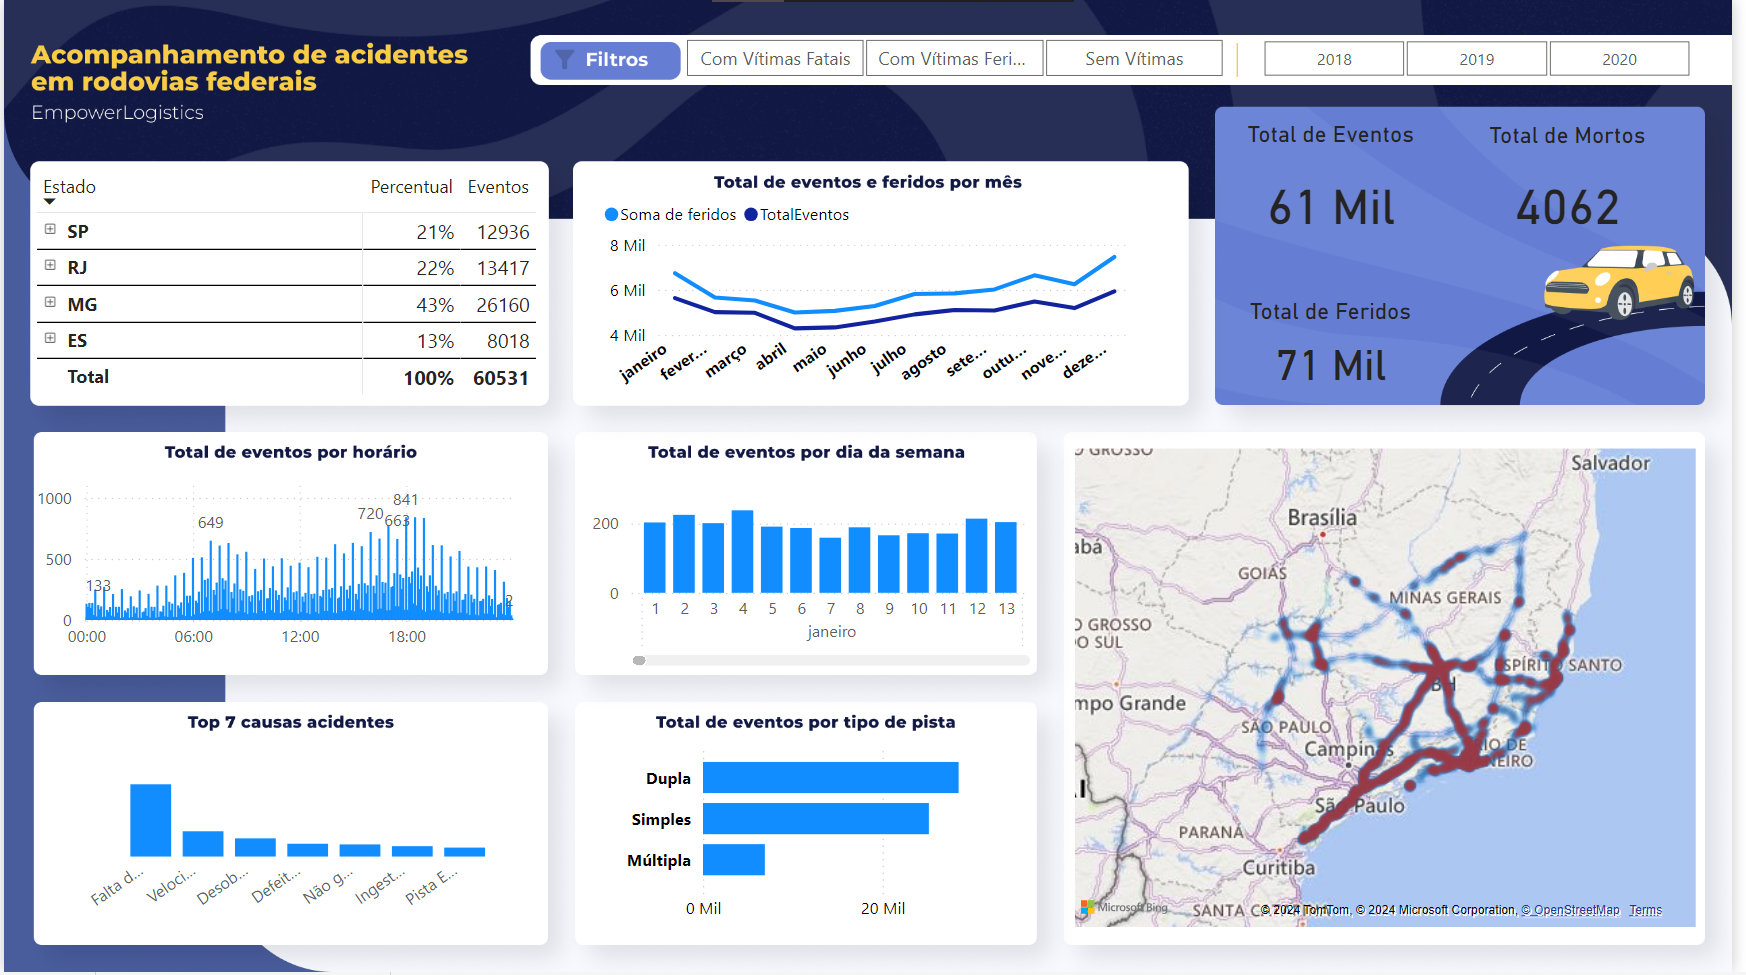 Acompanhamento de acidentes
em rodovias federais
EmpowerLogistics
Filtros
Com Vítimas Fatais
Com Vítimas Feri...
Sem Vítimas
2018
2019
2020
Total de Eventos
Total de Mortos
61 Mil
4062
Total de Feridos
71 Mil
Estado Percentual Eventos
SP 21% 12936
RJ 22% 13417
MG 43% 26160
ES 13% 8018
Total 100% 60531
Total de eventos e feridos por mês
Soma de feridos TotalEventos
8 Mil
6 Mil
4 Mil
janeiro fever... março abril maio junho julho agosto sete... outu... nove... deze...
Total de eventos por horário
1000
500
0
133
649
720
663
841
2
00:00 06:00 12:00 18:00
Total de eventos por dia da semana
200
0
1 2 3 4 5 6 7 8 9 10 11 12 13
janeiro
Top 7 causas acidentes
Falta d... Veloci... Desob... Defeit... Não g... Ingest... Pista E...
Total de eventos por tipo de pista
Dupla
Simples
Múltipla
0 Mil 20 Mil
GROSSO
Salvador
Brasília
abá
GOIÁS
MINAS GERAIS
O GROSSO
DO SUL
ESPÍRITO SANTO
BH
mpo Grande
SÃO PAULO
Campinas
RIO DE
JANEIRO
São Paulo
PARANÁ
Curitiba
Microsoft Bing
SANTA
© 2024 TomTom, © 2024 Microsoft Corporation, © OpenStreetMap Terms